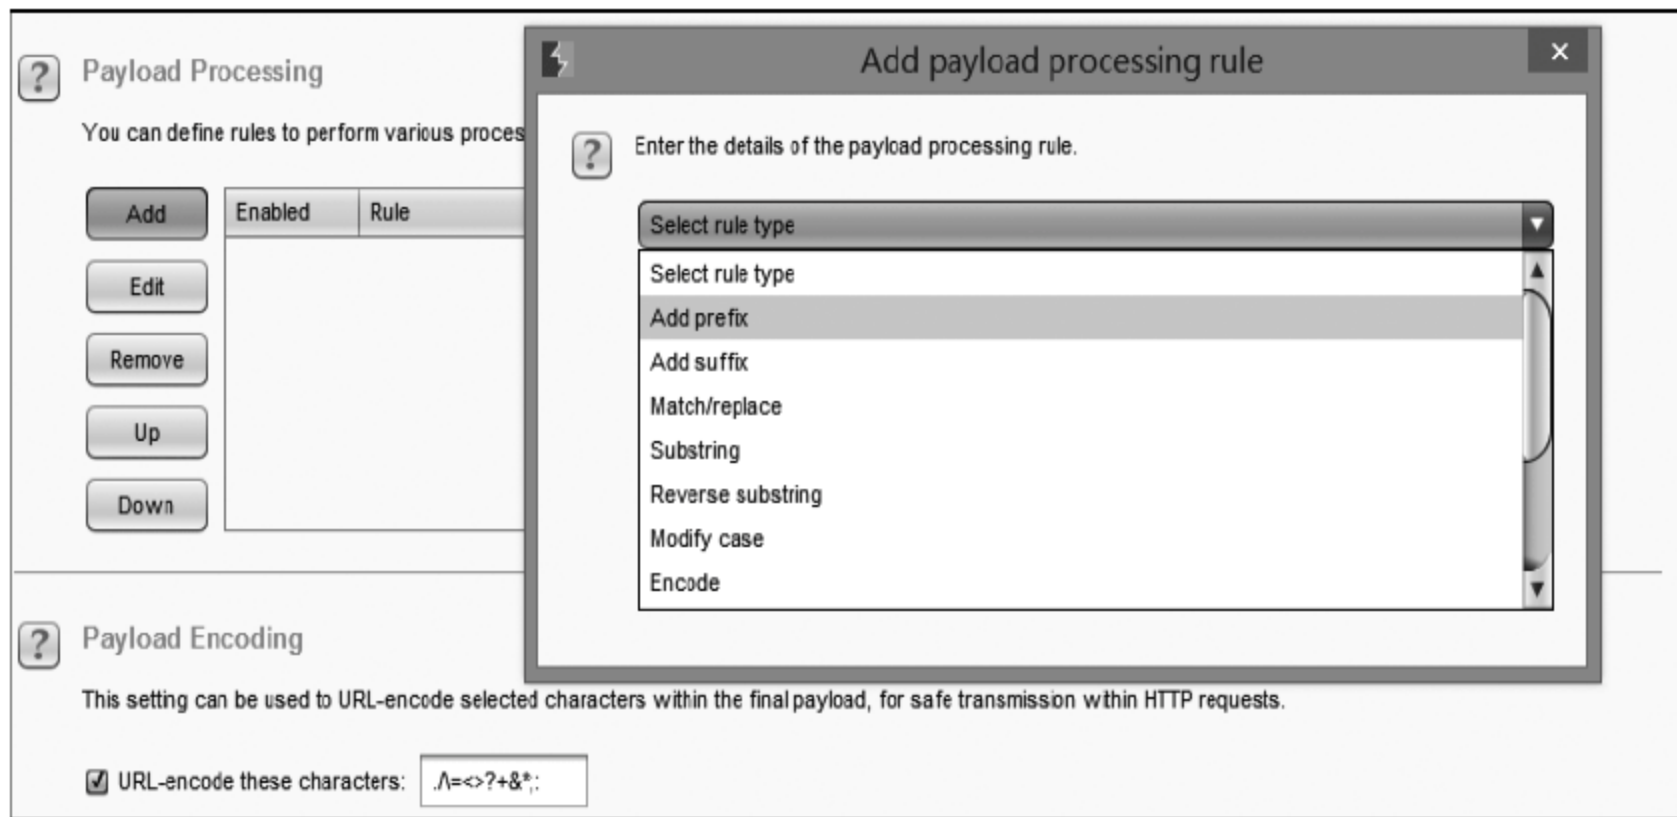 Payload Processing
You can define rules to perform various proces
Add
Edit
Remove
Up
Down
Enabled Rule
Add payload processing rule
Enter the details of the payload processing rule.
Select rule type
Select rule type
Add prefix
Add suffix
Match/replace
Substring
Reverse substring
Modify case
Encode
Payload Encoding
This setting can be used to URL-encode selected characters within the final payload, for safe transmission within HTTP requests.
URL-encode these characters: ./\=<>?+&*;: